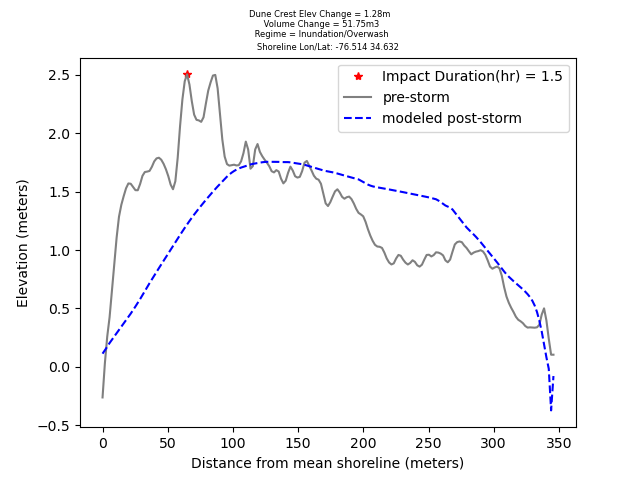 Dune Crest Elev Change = 1.28m
Volume Change = 51.75m3
Regime = Inundation/Overwash
Shoreline Lon/Lat: -76.514 34.632
Impact Duration(hr) = 1.5
pre-storm
modeled post-storm
2.5
2.0
1.5
1.0
0.5
0.0
−0.5
Elevation (meters)
0 50 100 150 200 250 300 350
Distance from mean shoreline (meters)